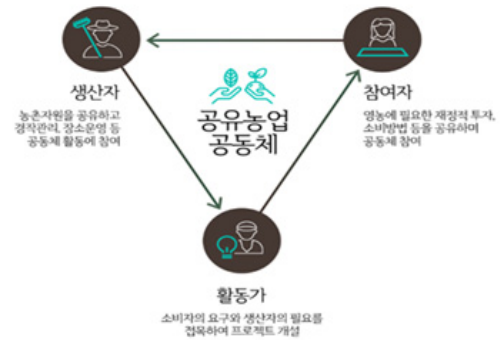 생산자
농촌자원을 공유하고
경작관리, 장소운영 등
공동체 활동에 참여
공유농업
공동체
참여자
영농에 필요한 재정적 투자,
소비방법 등을 공유하며
공동체 참여
활동가
소비자의 요구와 생산자의 필요를
접목하여 프로젝트 개설